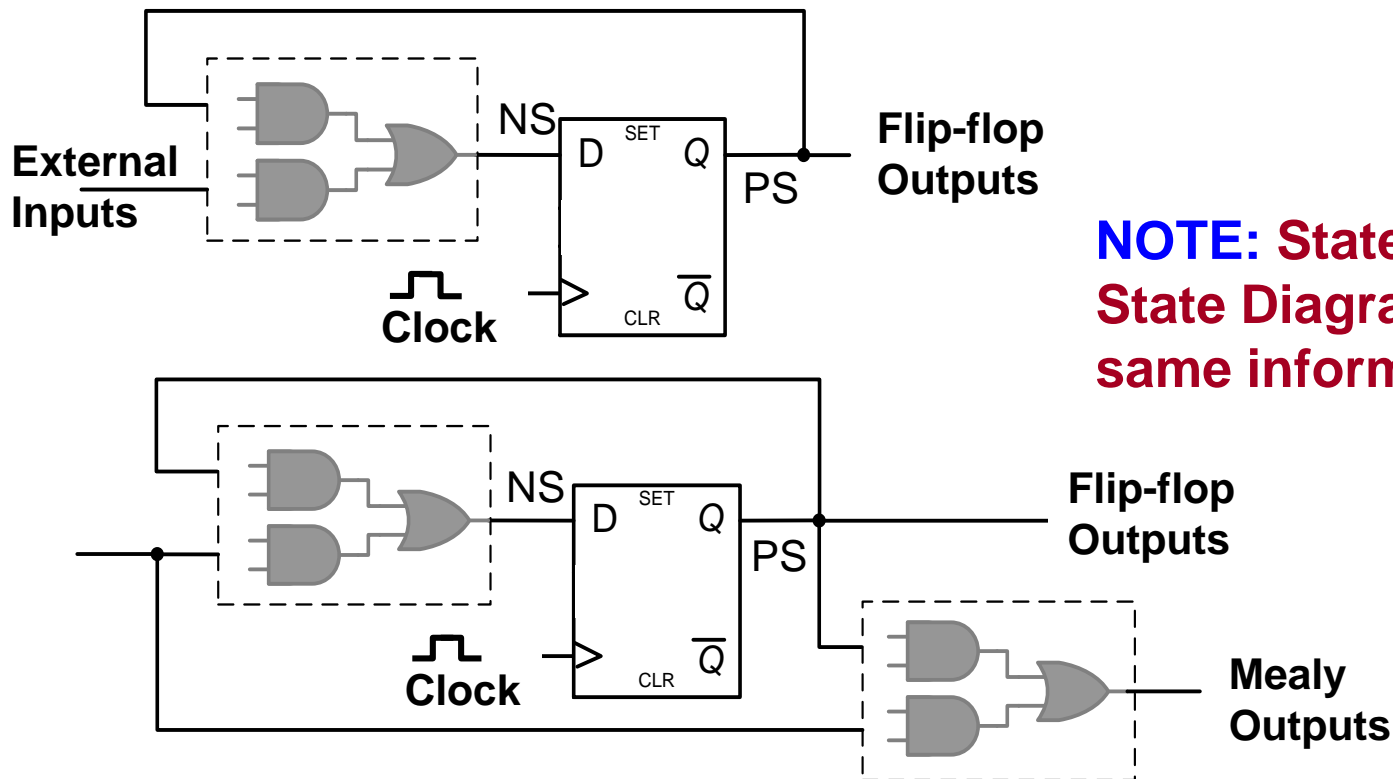 NS
SET
D
Q
External
Inputs
PS
Flip-flop
Outputs
Q
CLR
Clock
NOTE: State
State Diagra
same inform
NS
SET
D
Q
PS
Flip-flop
Outputs
Q
CLR
Clock
Mealy
Outputs